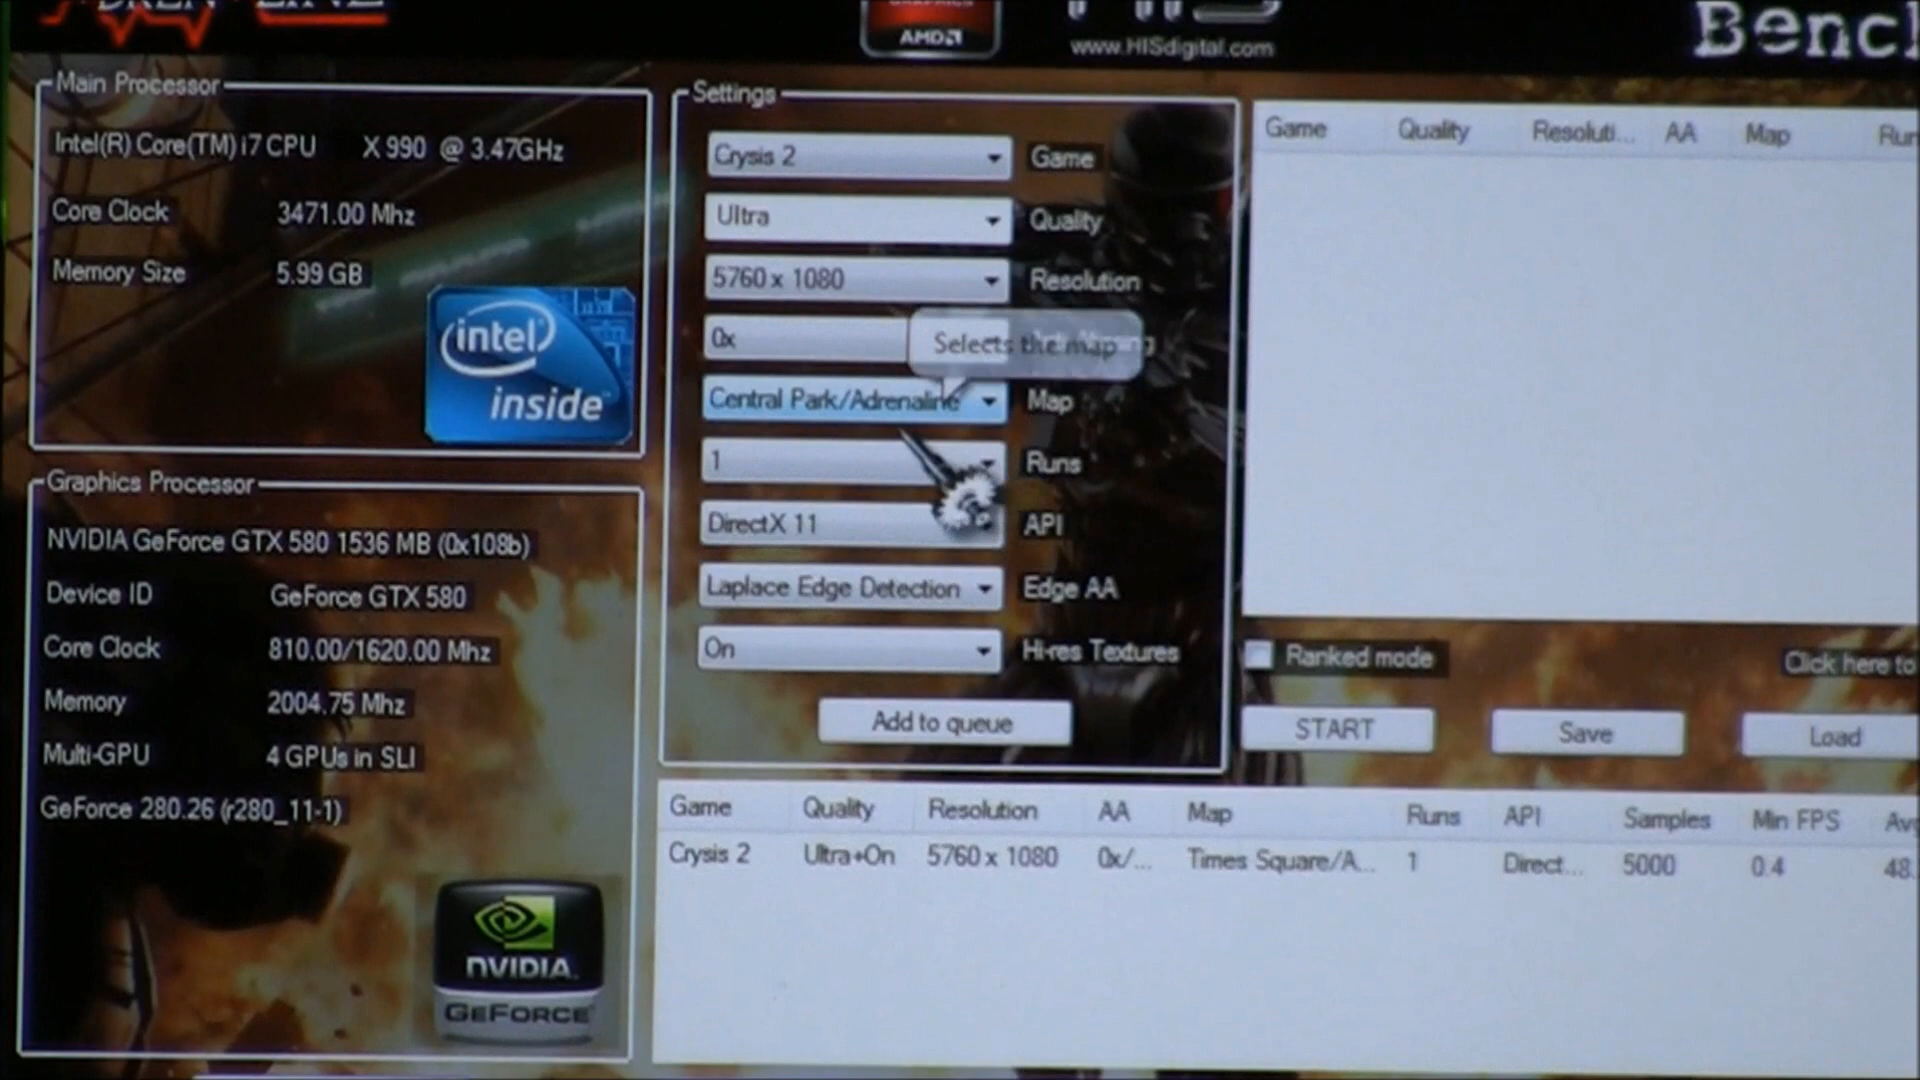 AMD
www.HISdigital.com
Main Processor
Intel(R) Core(TM) i7 CPU X 990 @ 3.47GHz
Core Clock 3471.00 Mhz
Memory Size 5.99 GB
intel
inside
Graphics Processor
NVIDIA GeForce GTX 580 1536 MB (0x108b)
Device ID GeForce GTX 580
Core Clock 810.00/1620.00 Mhz
Memory 2004.75 Mhz
Multi-GPU 4 GPUs in SLI
GeForce 280.26 (r280_11-1)
NVIDIA.
GEFORCE
Settings
Crysis 2 Game
Ultra Quality
5760 x 1080 Resolution
0x
Selects the map
Central Park/Adrenaline Map
1 Runs
DirectX 11 API
Laplace Edge Detection Edge AA
On Hi-res Textures
Add to queue
Game Quality Resoluti... AA Map
Ranked mode Click here to
START Save Load
Game Quality Resolution AA Map Runs API Samples Min FPS
Crysis 2 Ultra+On 5760 x 1080 0x/... Times Square/A... 1 Direct... 5000 0.4 48.